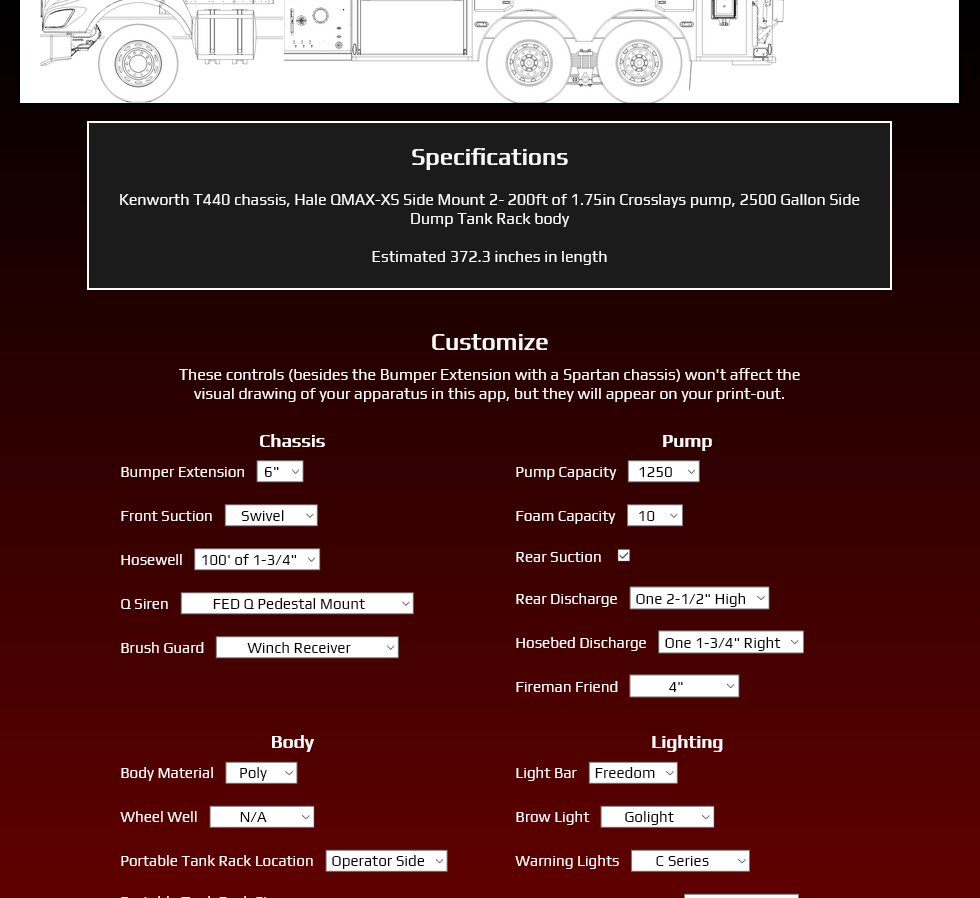 Specifications
Kenworth T440 chassis, Hale QMAX-XS Side Mount 2- 200ft of 1.75in Crosslays pump, 2500 Gallon Side
Dump Tank Rack body
Estimated 372.3 inches in length
Customize
These controls (besides the Bumper Extension with a Spartan chassis) won't affect the
visual drawing of your apparatus in this app, but they will appear on your print-out.
Chassis
Bumper Extension 6"
Front Suction Swivel
Hosewell 100' of 1-3/4"
Q Siren FED Q Pedestal Mount
Brush Guard Winch Receiver
Pump
Pump Capacity 1250
Foam Capacity 10
Rear Suction
Rear Discharge One 2-1/2" High
Hosebed Discharge One 1-3/4" Right
Fireman Friend 4"
Body
Body Material Poly
Wheel Well N/A
Portable Tank Rack Location Operator Side
Lighting
Light Bar Freedom
Brow Light Golight
Warning Lights C Series